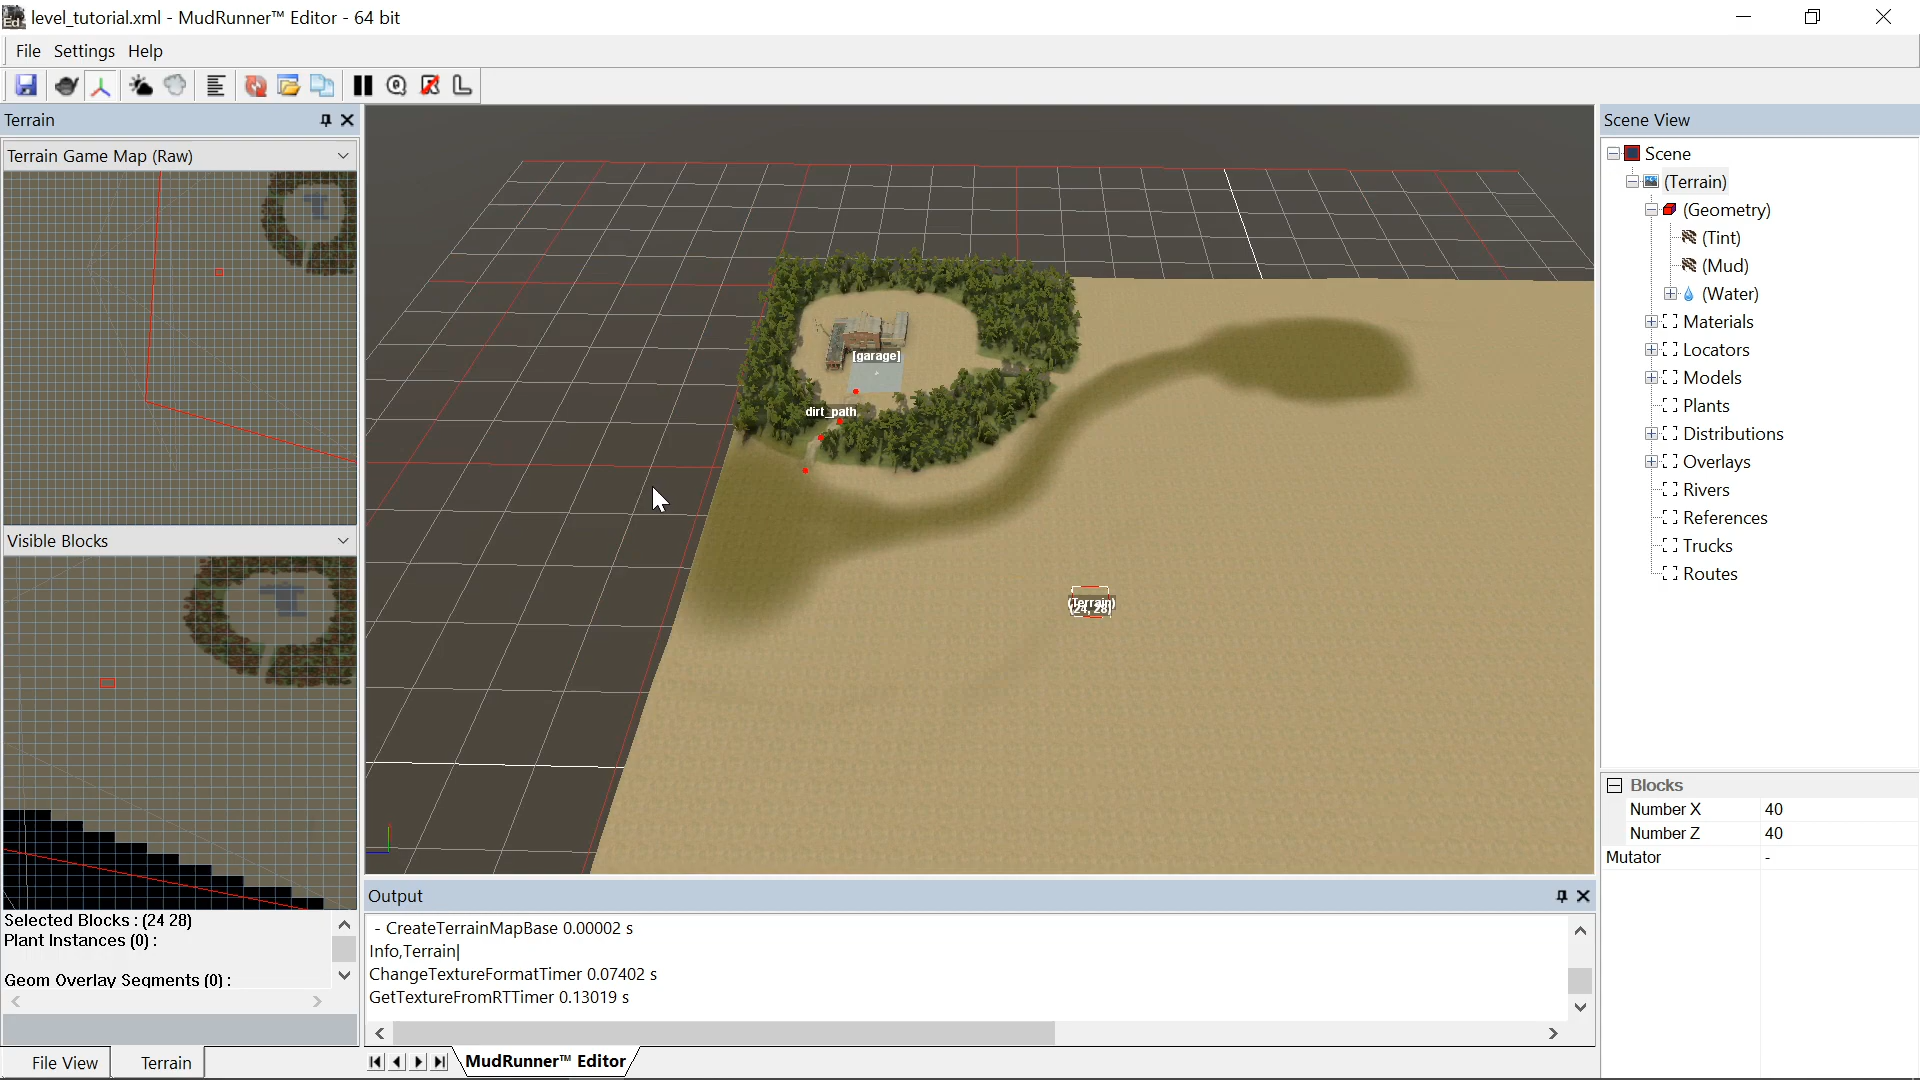 level_tutorial.xml - MudRunner™ Editor - 64 bit
File Settings Help
Terrain
Terrain Game Map (Raw)
Visible Blocks
Selected Blocks : (24 28)
Plant Instances (0) :
Geom Overlay Segments (0) :
File View
Terrain
[garage]
dirt_path
(Terrain)
(24, 28)
Output
- CreateTerrainMapBase 0.00002 s
Info,Terrain|
ChangeTextureFormatTimer 0.07402 s
GetTextureFromRTTimer 0.13019 s
MudRunner™ Editor
Scene View
Scene
(Terrain)
(Geometry)
(Tint)
(Mud)
(Water)
Materials
Locators
Models
Plants
Distributions
Overlays
Rivers
References
Trucks
Routes
Blocks
Number X 40
Number Z 40
Mutator -